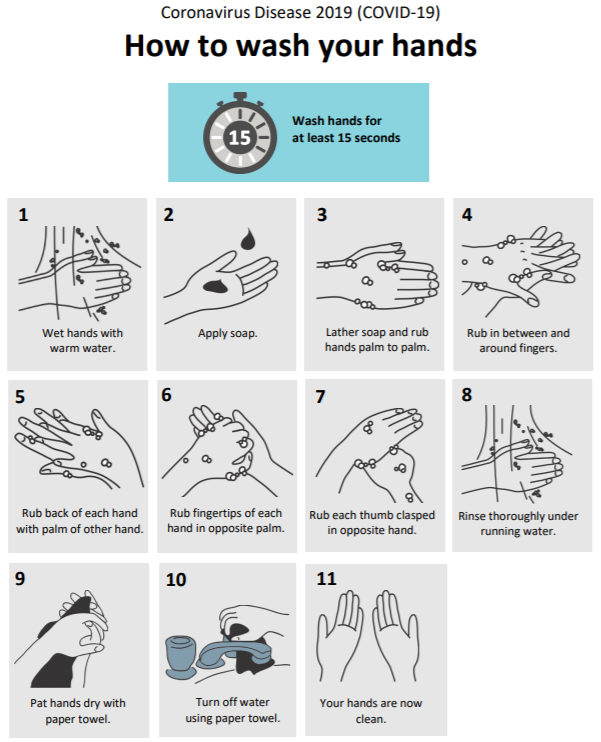 Coronavirus Disease 2019 (COVID-19)
How to wash your hands
15
Wash hands for
at least 15 seconds
1
Wet hands with
warm water.
2
Apply soap.
3
Lather soap and rub
hands palm to palm.
4
Rub in between and
around fingers.
5
Rub back of each hand
with palm of other hand.
6
Rub fingertips of each
hand in opposite palm.
7
Rub each thumb clasped
in opposite hand.
8
Rinse thoroughly under
running water.
9
Pat hands dry with
paper towel.
10
Turn off water
using paper towel.
11
Your hands are now
clean.